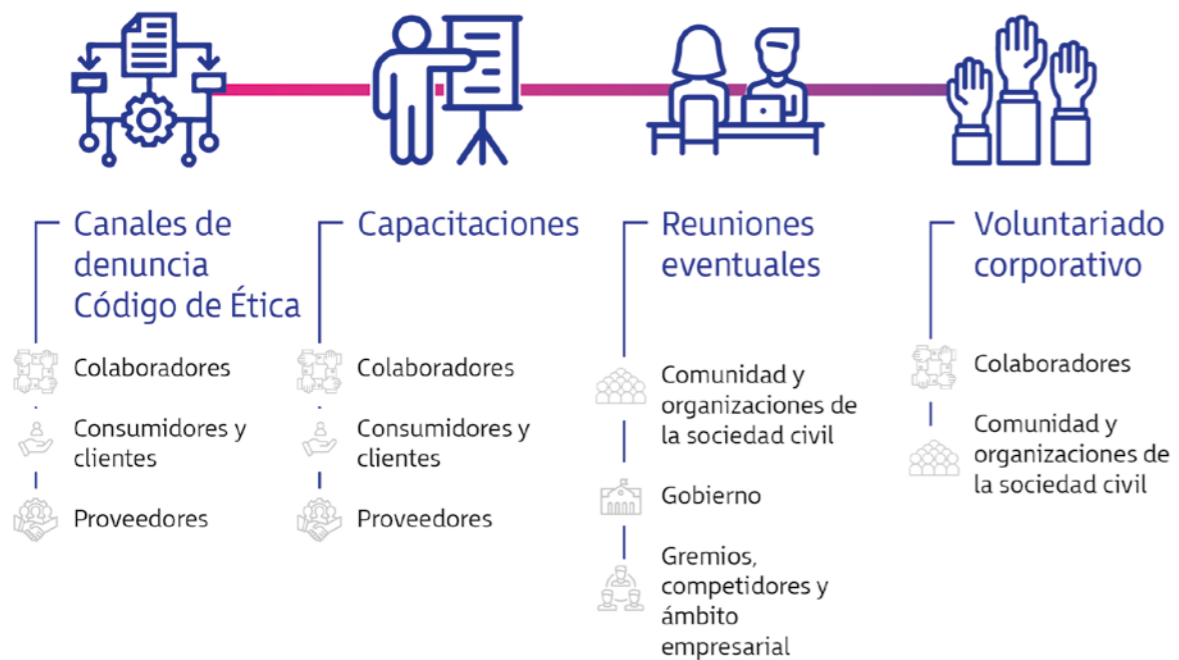 Canales de
denuncia
Código de Ética
Colaboradores
Consumidores y
clientes
Proveedores
Capacitaciones
Colaboradores
Consumidores y
clientes
Proveedores
Reuniones
eventuales
Comunidad y
organizaciones de
la sociedad civil
Gobierno
Gremios,
competidores y
ámbito
empresarial
Voluntariado
corporativo
Colaboradores
Comunidad y
organizaciones de
la sociedad civil